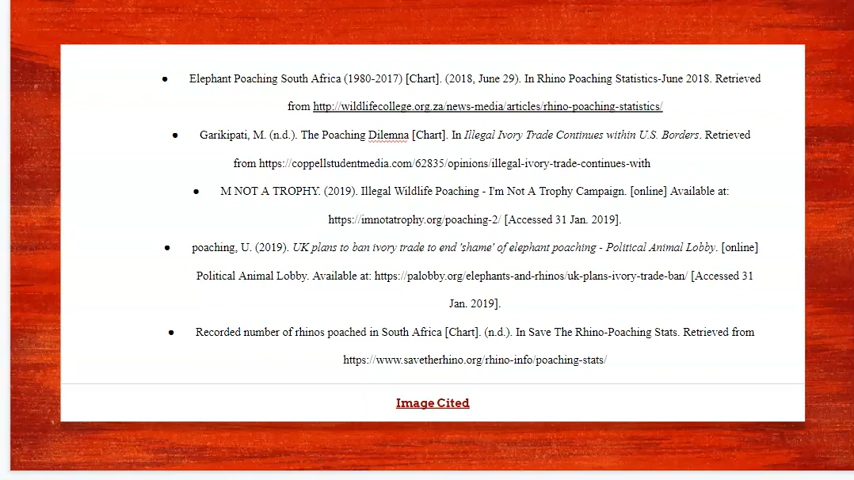 ● Elephant Poaching South Africa (1980-2017) [Chart]. (2018, June 29). In Rhino Poaching Statistics-June 2018. Retrieved
from http://wildlifecollege.org.za/news-media/articles/rhino-poaching-statistics/
● Garikipati, M. (n.d.). The Poaching Dilemna [Chart]. In Illegal Ivory Trade Continues within U.S. Borders. Retrieved
from https://coppellstudentmedia.com/62835/opinions/illegal-ivory-trade-continues-with
● M NOT A TROPHY. (2019). Illegal Wildlife Poaching - I'm Not A Trophy Campaign. [online] Available at:
https://imnotatrophy.org/poaching-2/ [Accessed 31 Jan. 2019].
● poaching, U. (2019). UK plans to ban ivory trade to end 'shame' of elephant poaching - Political Animal Lobby. [online]
Political Animal Lobby. Available at: https://palobby.org/elephants-and-rhinos/uk-plans-ivory-trade-ban/ [Accessed 31
Jan. 2019].
● Recorded number of rhinos poached in South Africa [Chart]. (n.d.). In Save The Rhino-Poaching Stats. Retrieved from
https://www.savetherhino.org/rhino-info/poaching-stats/
Image Cited